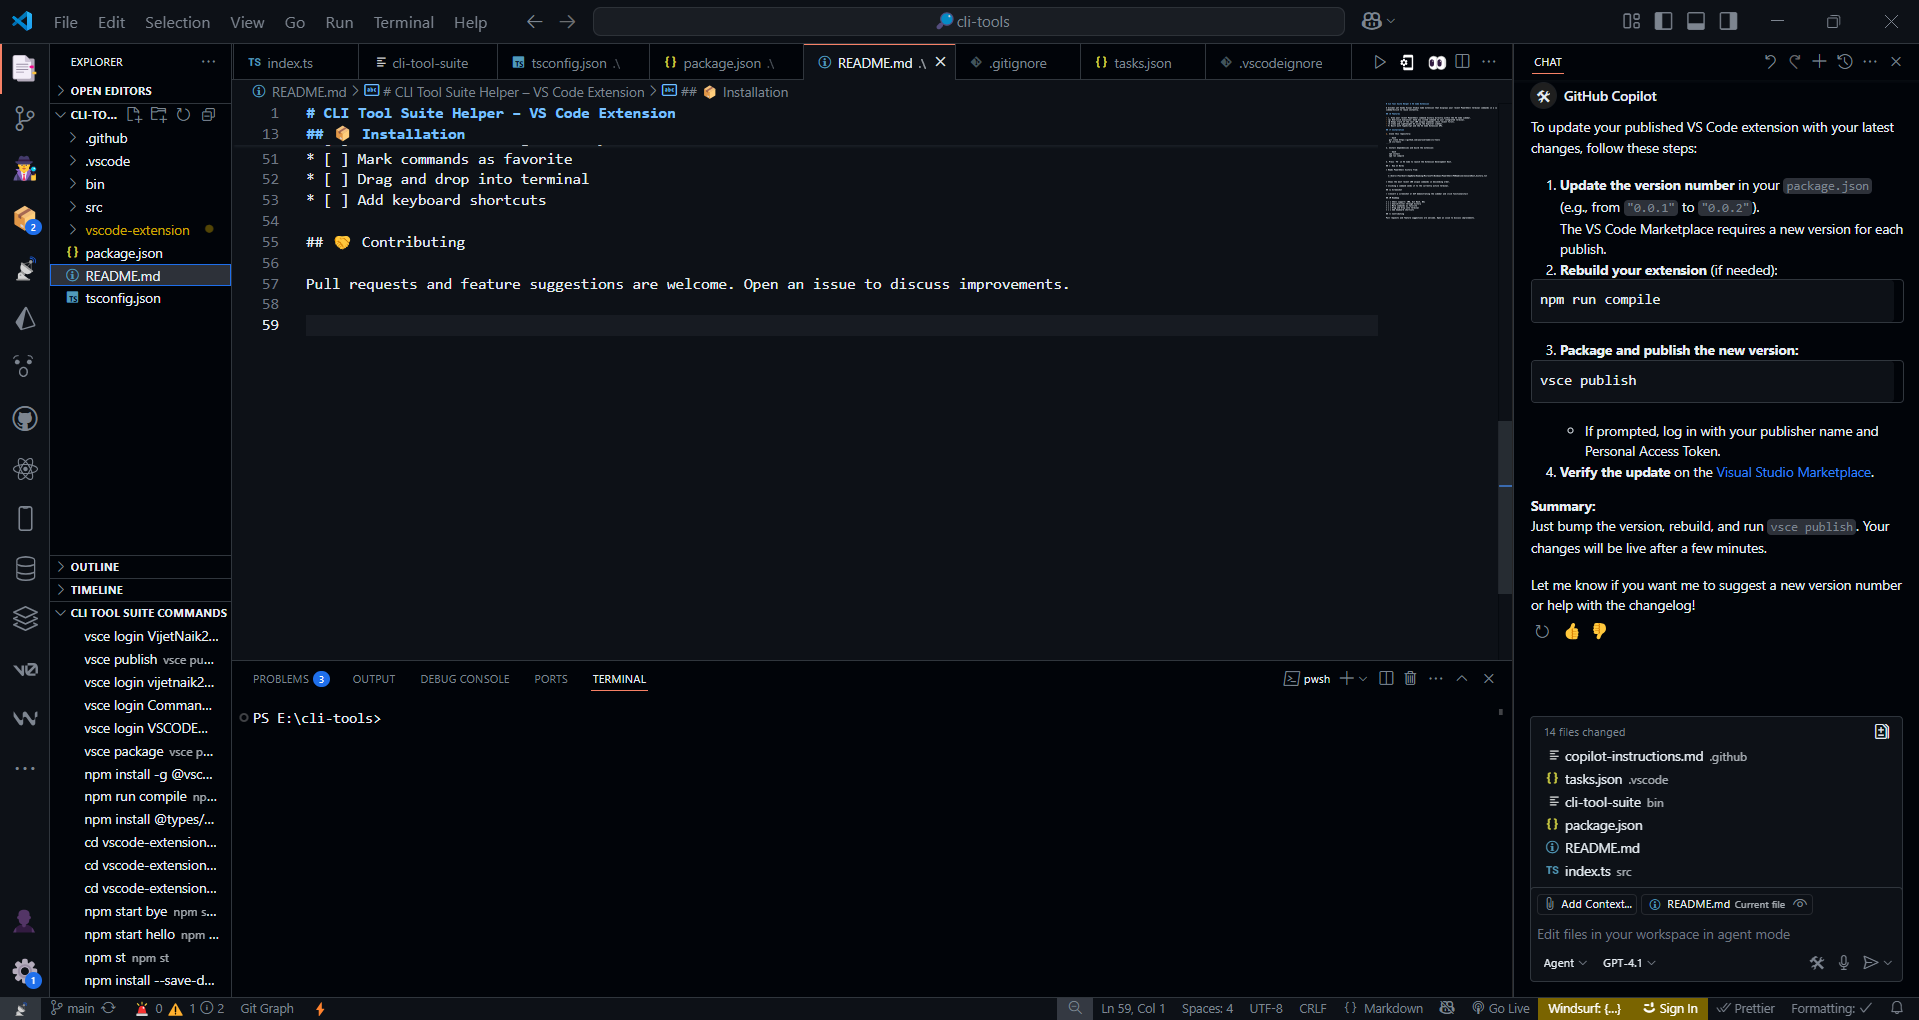 File Edit Selection View Go Run Terminal Help
cli-tools
EXPLORER
OPEN EDITORS
CLI-TO...
.github
.vscode
bin
src
vscode-extension
package.json
README.md
tsconfig.json
OUTLINE
TIMELINE
CLI TOOL SUITE COMMANDS
vsce login VijetNaik2...
vsce publish vsce pu...
vsce login vijetnaik2...
vsce login Comman...
vsce login VSCODE...
vsce package vsce p...
npm install -g @vsc...
npm run compile np...
npm install @types/...
cd vscode-extension...
cd vscode-extension...
cd vscode-extension...
npm start bye npm s...
npm start hello npm ...
npm st npm st
npm install --save-d...
2
1
index.ts
cli-tool-suite
tsconfig.json .\
package.json .\
README.md .\
.gitignore
tasks.json
.vscodeignore
README.md > # CLI Tool Suite Helper – VS Code Extension > ## 📦 Installation
1 # CLI Tool Suite Helper – VS Code Extension
13 ## 📦 Installation
51 * [ ] Mark commands as favorite
52 * [ ] Drag and drop into terminal
53 * [ ] Add keyboard shortcuts
54
55 ## 🤝 Contributing
56
57 Pull requests and feature suggestions are welcome. Open an issue to discuss improvements.
58
59
PROBLEMS 3 OUTPUT DEBUG CONSOLE PORTS TERMINAL
pwsh
PS E:\cli-tools>
CHAT
GitHub Copilot
To update your published VS Code extension with your latest
changes, follow these steps:
1. Update the version number in your package.json
(e.g., from "0.0.1" to "0.0.2").
The VS Code Marketplace requires a new version for each
publish.
2. Rebuild your extension (if needed):
npm run compile
3. Package and publish the new version:
vsce publish
If prompted, log in with your publisher name and
Personal Access Token.
4. Verify the update on the Visual Studio Marketplace.
Summary:
Just bump the version, rebuild, and run vsce publish. Your
changes will be live after a few minutes.
Let me know if you want me to suggest a new version number
or help with the changelog!
14 files changed
copilot-instructions.md .github
tasks.json .vscode
cli-tool-suite bin
package.json
README.md
index.ts src
Add Context...
README.md Current file
Edit files in your workspace in agent mode
Agent
GPT-4.1
main
0 1 2
Git Graph
Ln 59, Col 1
Spaces: 4
UTF-8
CRLF
{ } Markdown
Go Live
Windsurf: {...}
Sign In
Prettier
Formatting: ✓